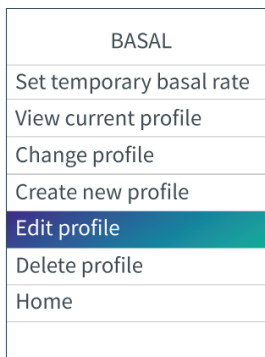 BASAL
Set temporary basal rate
View current profile
Change profile
Create new profile
Edit profile
Delete profile
Home